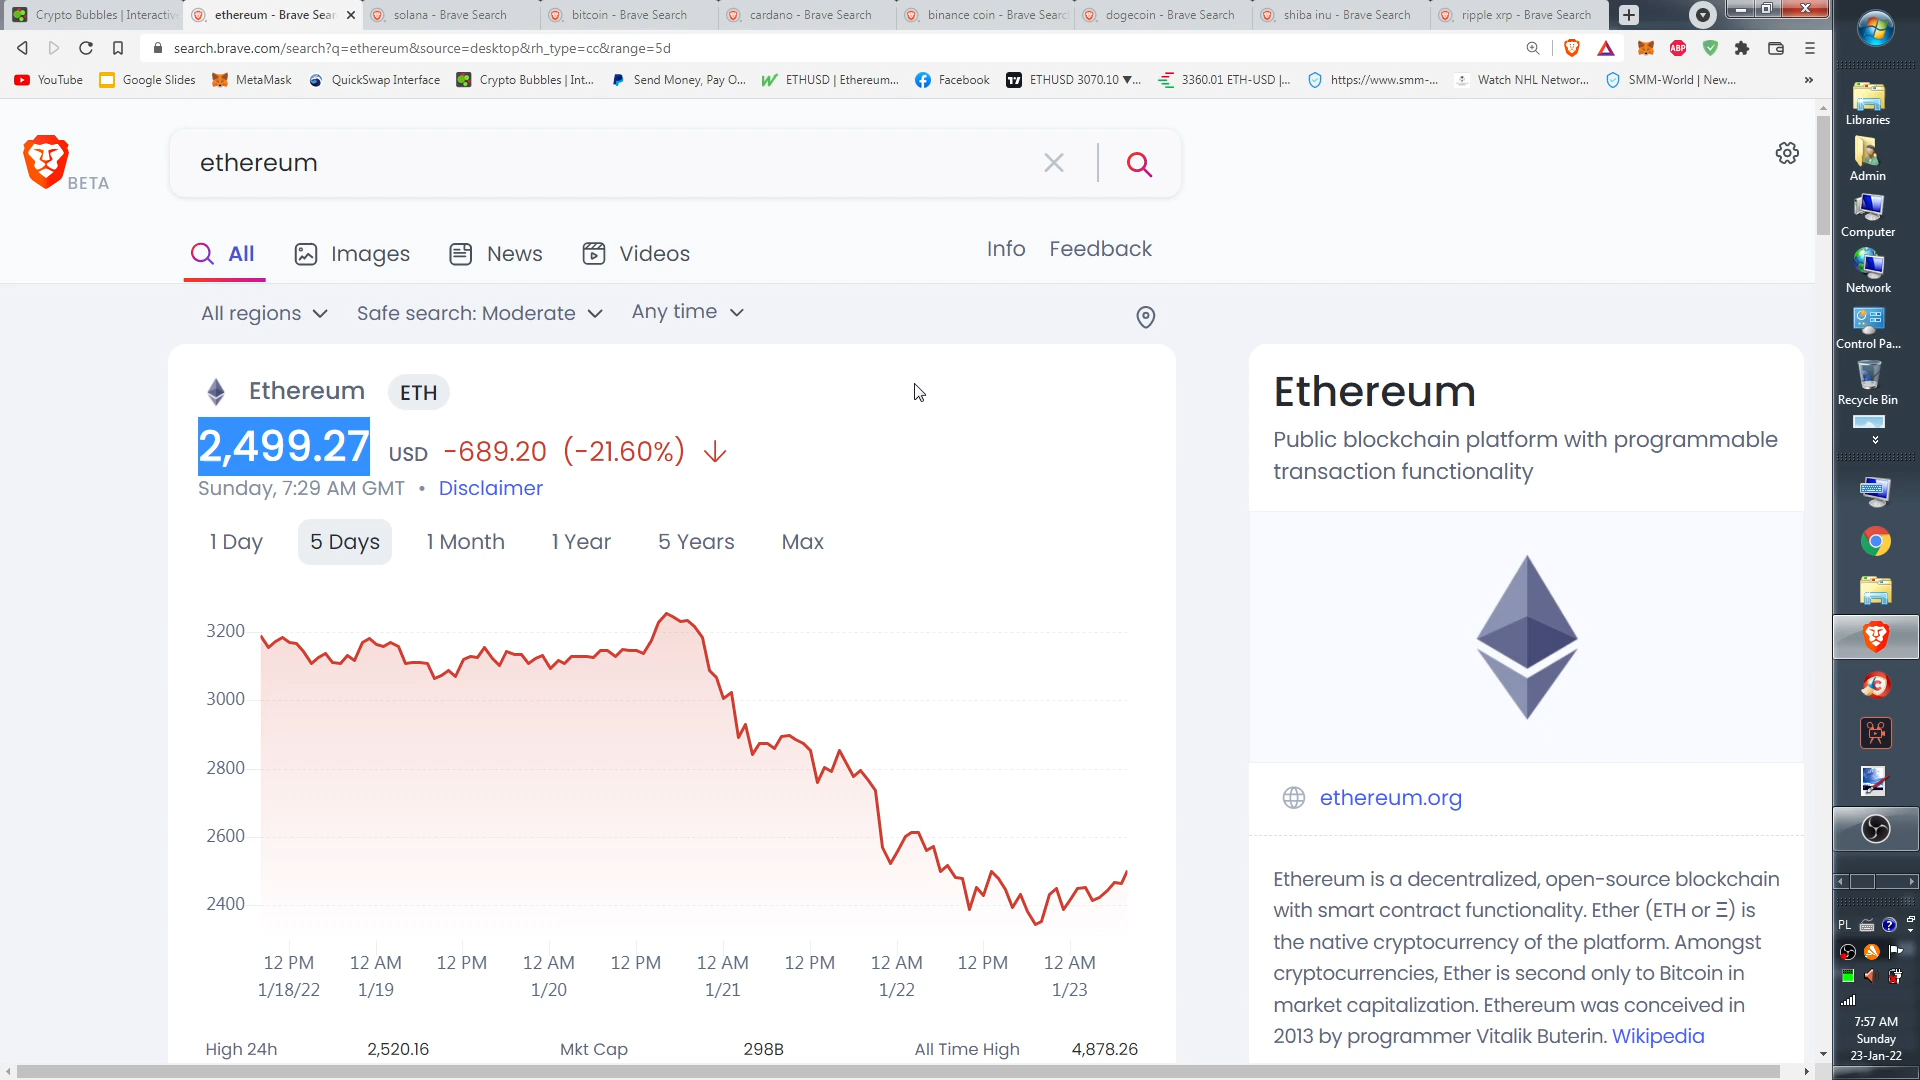 Crypto Bubbles | Interactiv
ethereum - Brave Sear
solana - Brave Search
bitcoin - Brave Search
cardano - Brave Search
binance coin - Brave Searc
dogecoin - Brave Search
shiba inu - Brave Search
ripple xrp - Brave Search
search.brave.com/search?q=ethereum&source=desktop&rh_type=cc&range=5d
ABP
YouTube
Google Slides
MetaMask
QuickSwap Interface
Crypto Bubbles | Int...
Send Money, Pay O...
ETHUSD | Ethereum...
Facebook
ETHUSD 3070.10 ▼...
3360.01 ETH-USD |...
https://www.smm-...
Watch NHL Networ...
SMM-World | New...
»
BETA
ethereum
All
Images
News
Videos
Info
Feedback
All regions
Safe search: Moderate
Any time
Ethereum ETH
2,499.27 USD -689.20 (-21.60%) ↓
Sunday, 7:29 AM GMT • Disclaimer
1 Day
5 Days
1 Month
1 Year
5 Years
Max
3200
3000
2800
2600
2400
12 PM 12 AM 12 PM 12 AM 12 PM 12 AM 12 PM 12 AM 12 PM 12 AM
1/18/22 1/19 1/20 1/21 1/22 1/23
High 24h 2,520.16 Mkt Cap 298B All Time High 4,878.26
Ethereum
Public blockchain platform with programmable
transaction functionality
ethereum.org
Ethereum is a decentralized, open-source blockchain
with smart contract functionality. Ether (ETH or Ξ) is
the native cryptocurrency of the platform. Amongst
cryptocurrencies, Ether is second only to Bitcoin in
market capitalization. Ethereum was conceived in
2013 by programmer Vitalik Buterin. Wikipedia
Libraries
Admin
Computer
Network
Control Pa...
Recycle Bin
PL
7:57 AM
Sunday
23-Jan-22